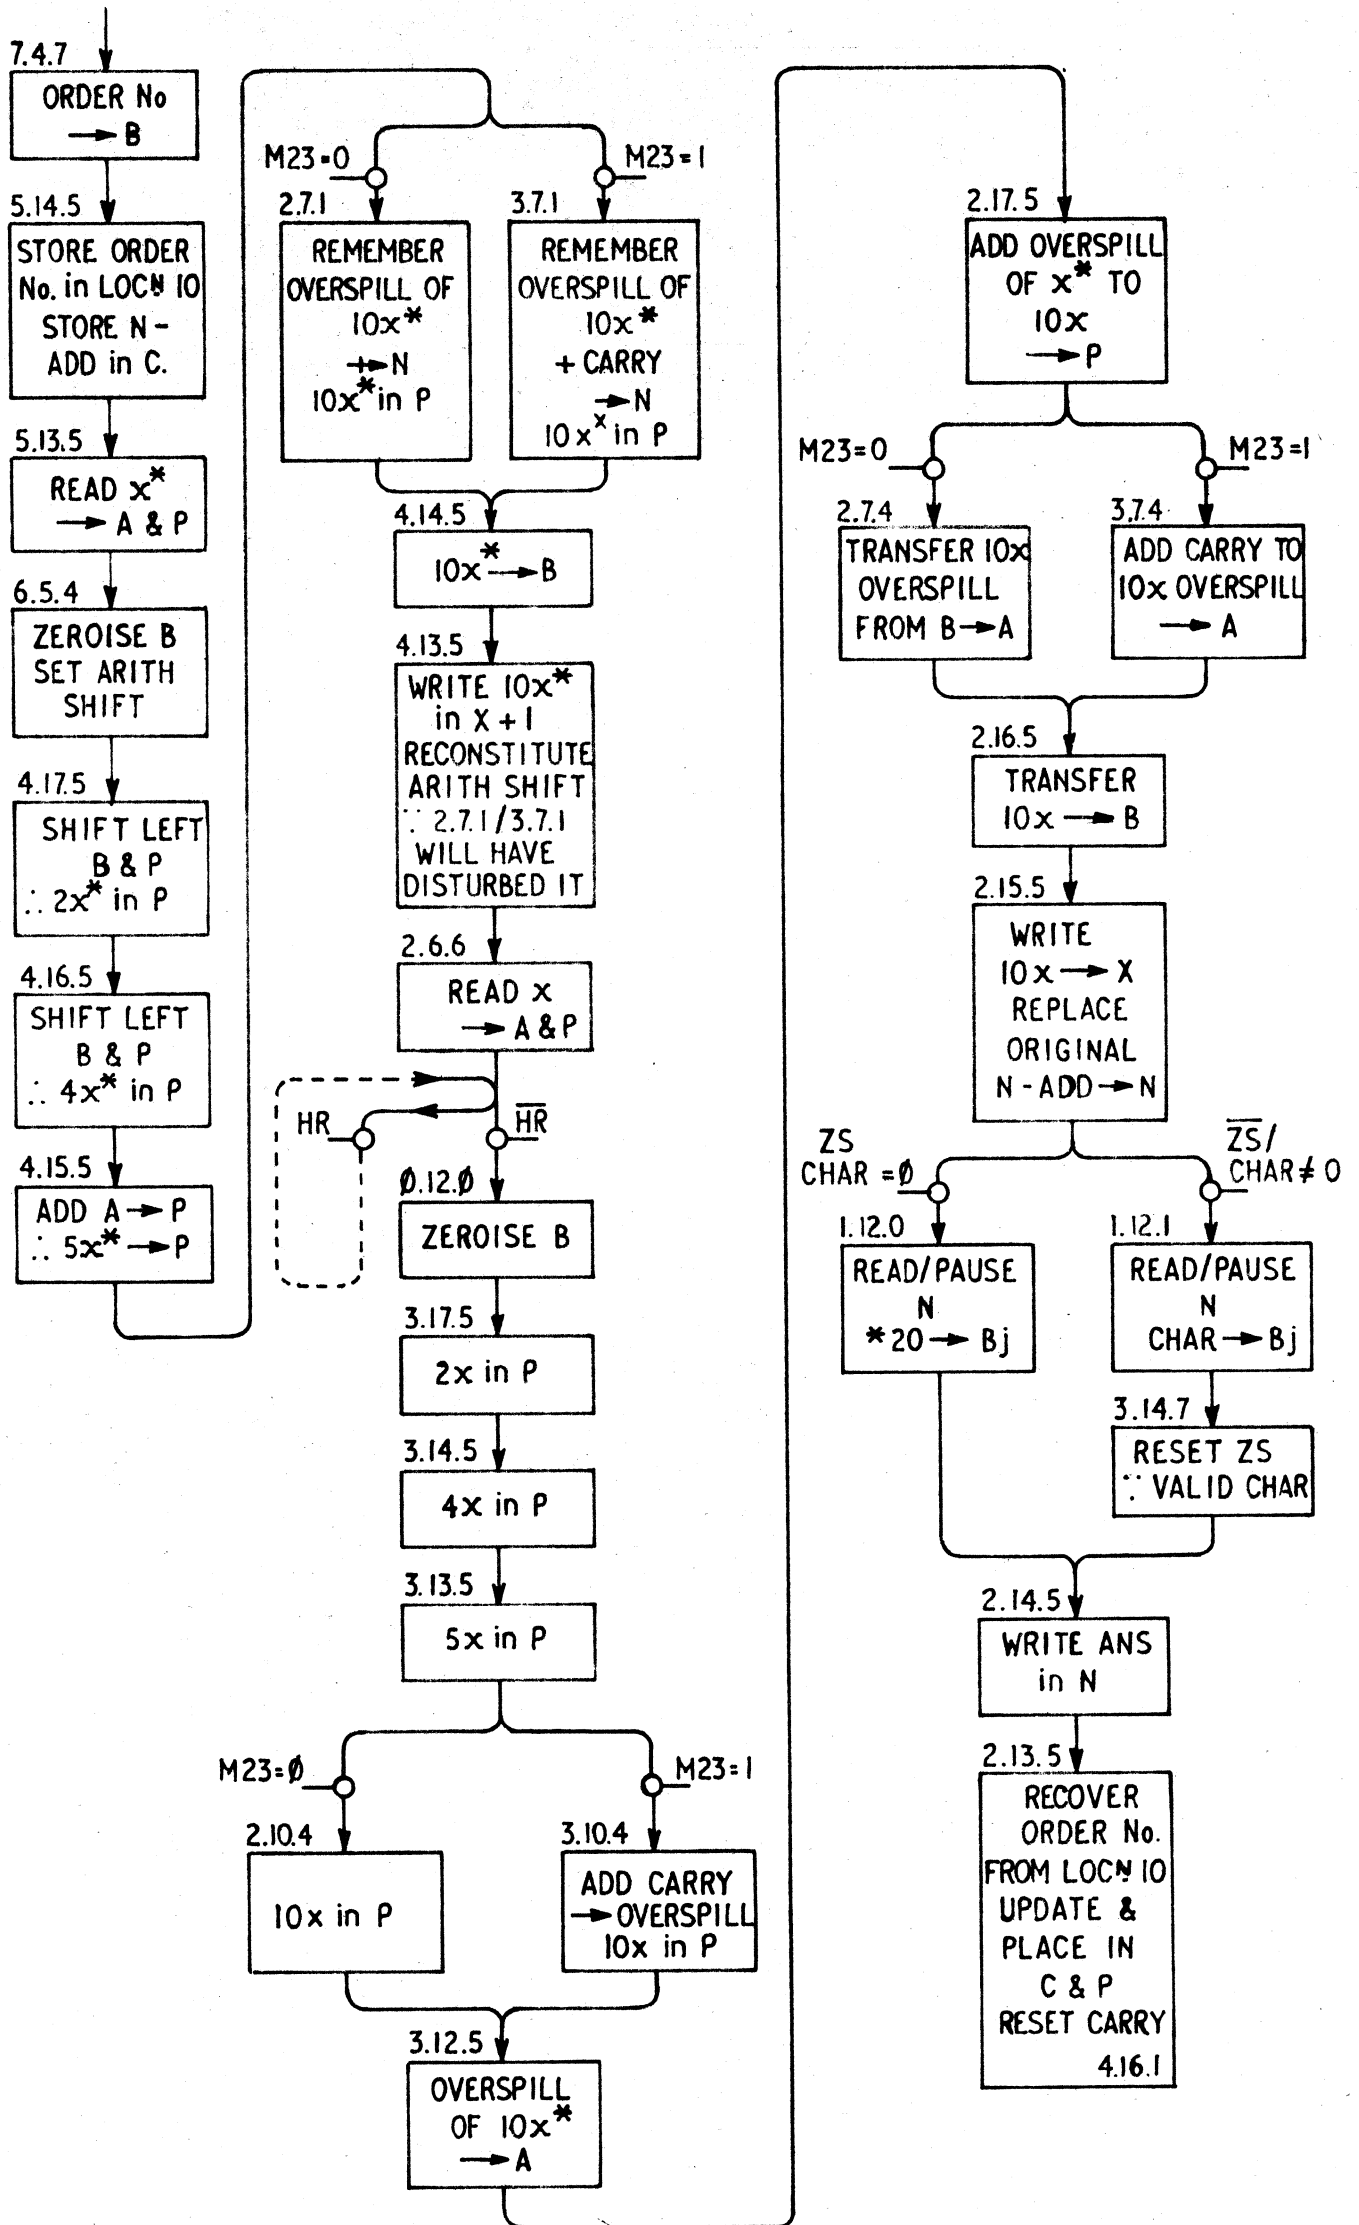 7.4.7
ORDER No
→ B
5.14.5
STORE ORDER
No. in LOCN 10
STORE N -
ADD in C.
5.13.5
READ x*
→ A & P
6.5.4
ZEROISE B
SET ARITH
SHIFT
4.17.5
SHIFT LEFT
B & P
∴ 2x* in P
4.16.5
SHIFT LEFT
B & P
∴ 4x* in P
4.15.5
ADD A → P
∴ 5x* → P
M23=0
M23=1
2.7.1
REMEMBER
OVERSPILL OF
10x*
→ N
10x* in P
3.7.1
REMEMBER
OVERSPILL OF
10x*
+ CARRY
→ N
10x^x in P
4.14.5
10x* → B
4.13.5
WRITE 10x*
in X + 1
RECONSTITUTE
ARITH SHIFT
∵ 2.7.1/3.7.1
WILL HAVE
DISTURBED IT
2.6.6
READ x
→ A & P
HR
H̅R̅
Ø.12.Ø
ZEROISE B
3.17.5
2x in P
3.14.5
4x in P
3.13.5
5x in P
M23=Ø
M23=1
2.10.4
10x in P
3.10.4
ADD CARRY
→ OVERSPILL
10x in P
3.12.5
OVERSPILL
OF 10x*
→ A
2.17.5
ADD OVERSPILL
OF x* TO
10x
→ P
M23=0
M23=1
2.7.4
TRANSFER 10x
OVERSPILL
FROM B → A
3.7.4
ADD CARRY TO
10x OVERSPILL
→ A
2.16.5
TRANSFER
10x → B
2.15.5
WRITE
10x → X
REPLACE
ORIGINAL
N - ADD → N
ZS
CHAR = Ø
Z̅S̅/
CHAR ≠ 0
1.12.0
READ/PAUSE
N
*20 → Bj
1.12.1
READ/PAUSE
N
CHAR → Bj
3.14.7
RESET ZS
∵ VALID CHAR
2.14.5
WRITE ANS
in N
2.13.5
RECOVER
ORDER No.
FROM LOCN 10
UPDATE &
PLACE IN
C & P
RESET CARRY
4.16.1